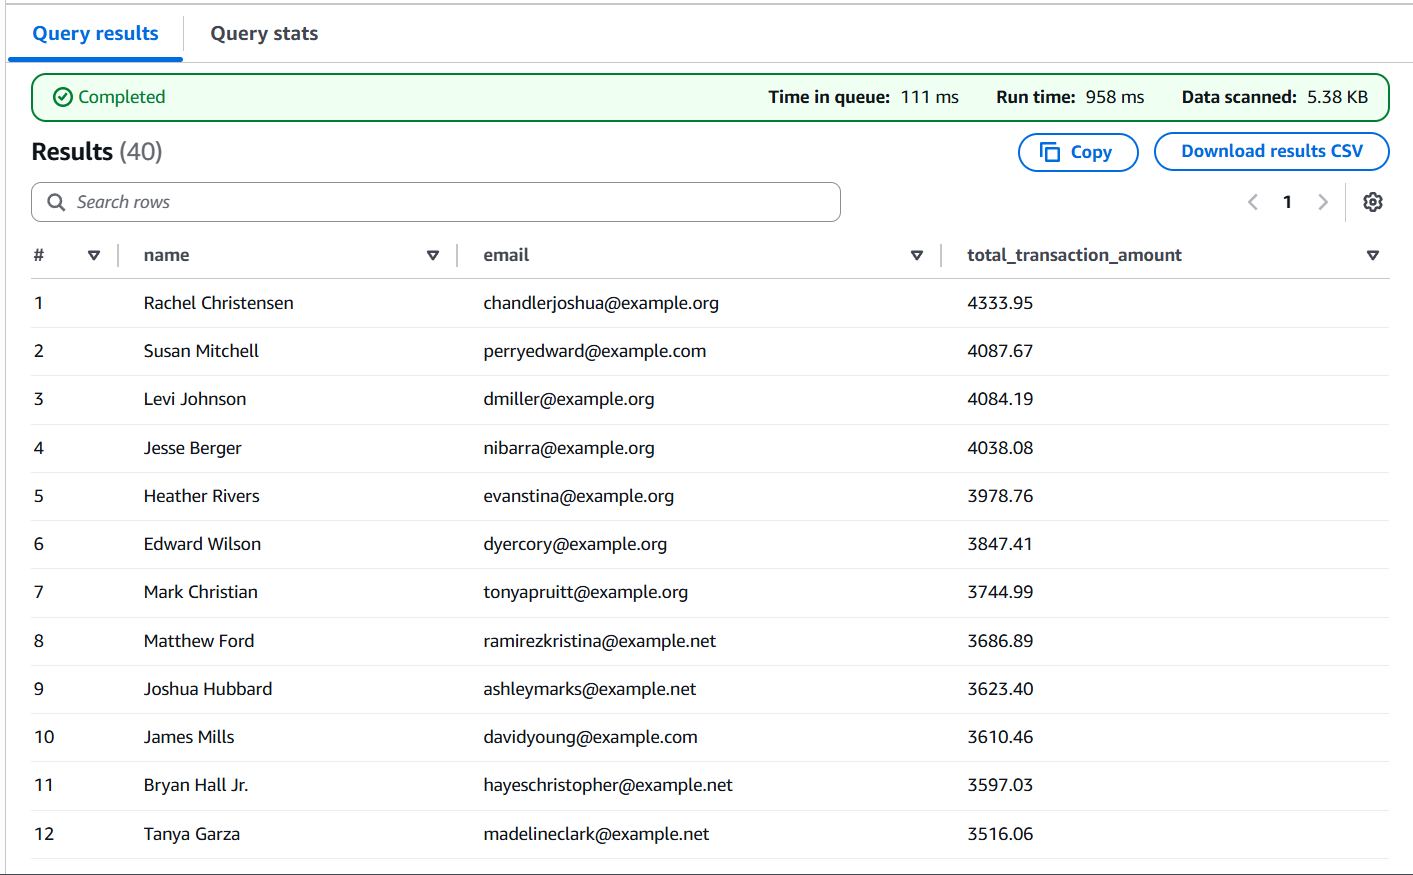 Query results Query stats
Completed Time in queue: 111 ms Run time: 958 ms Data scanned: 5.38 KB
Results (40) Copy Download results CSV
Search rows 1
# name email total_transaction_amount
1 Rachel Christensen chandlerjoshua@example.org 4333.95
2 Susan Mitchell perryedward@example.com 4087.67
3 Levi Johnson dmiller@example.org 4084.19
4 Jesse Berger nibarra@example.org 4038.08
5 Heather Rivers evanstina@example.org 3978.76
6 Edward Wilson dyercory@example.org 3847.41
7 Mark Christian tonyapruitt@example.org 3744.99
8 Matthew Ford ramirezkristina@example.net 3686.89
9 Joshua Hubbard ashleymarks@example.net 3623.40
10 James Mills davidyoung@example.com 3610.46
11 Bryan Hall Jr. hayeschristopher@example.net 3597.03
12 Tanya Garza madelineclark@example.net 3516.06